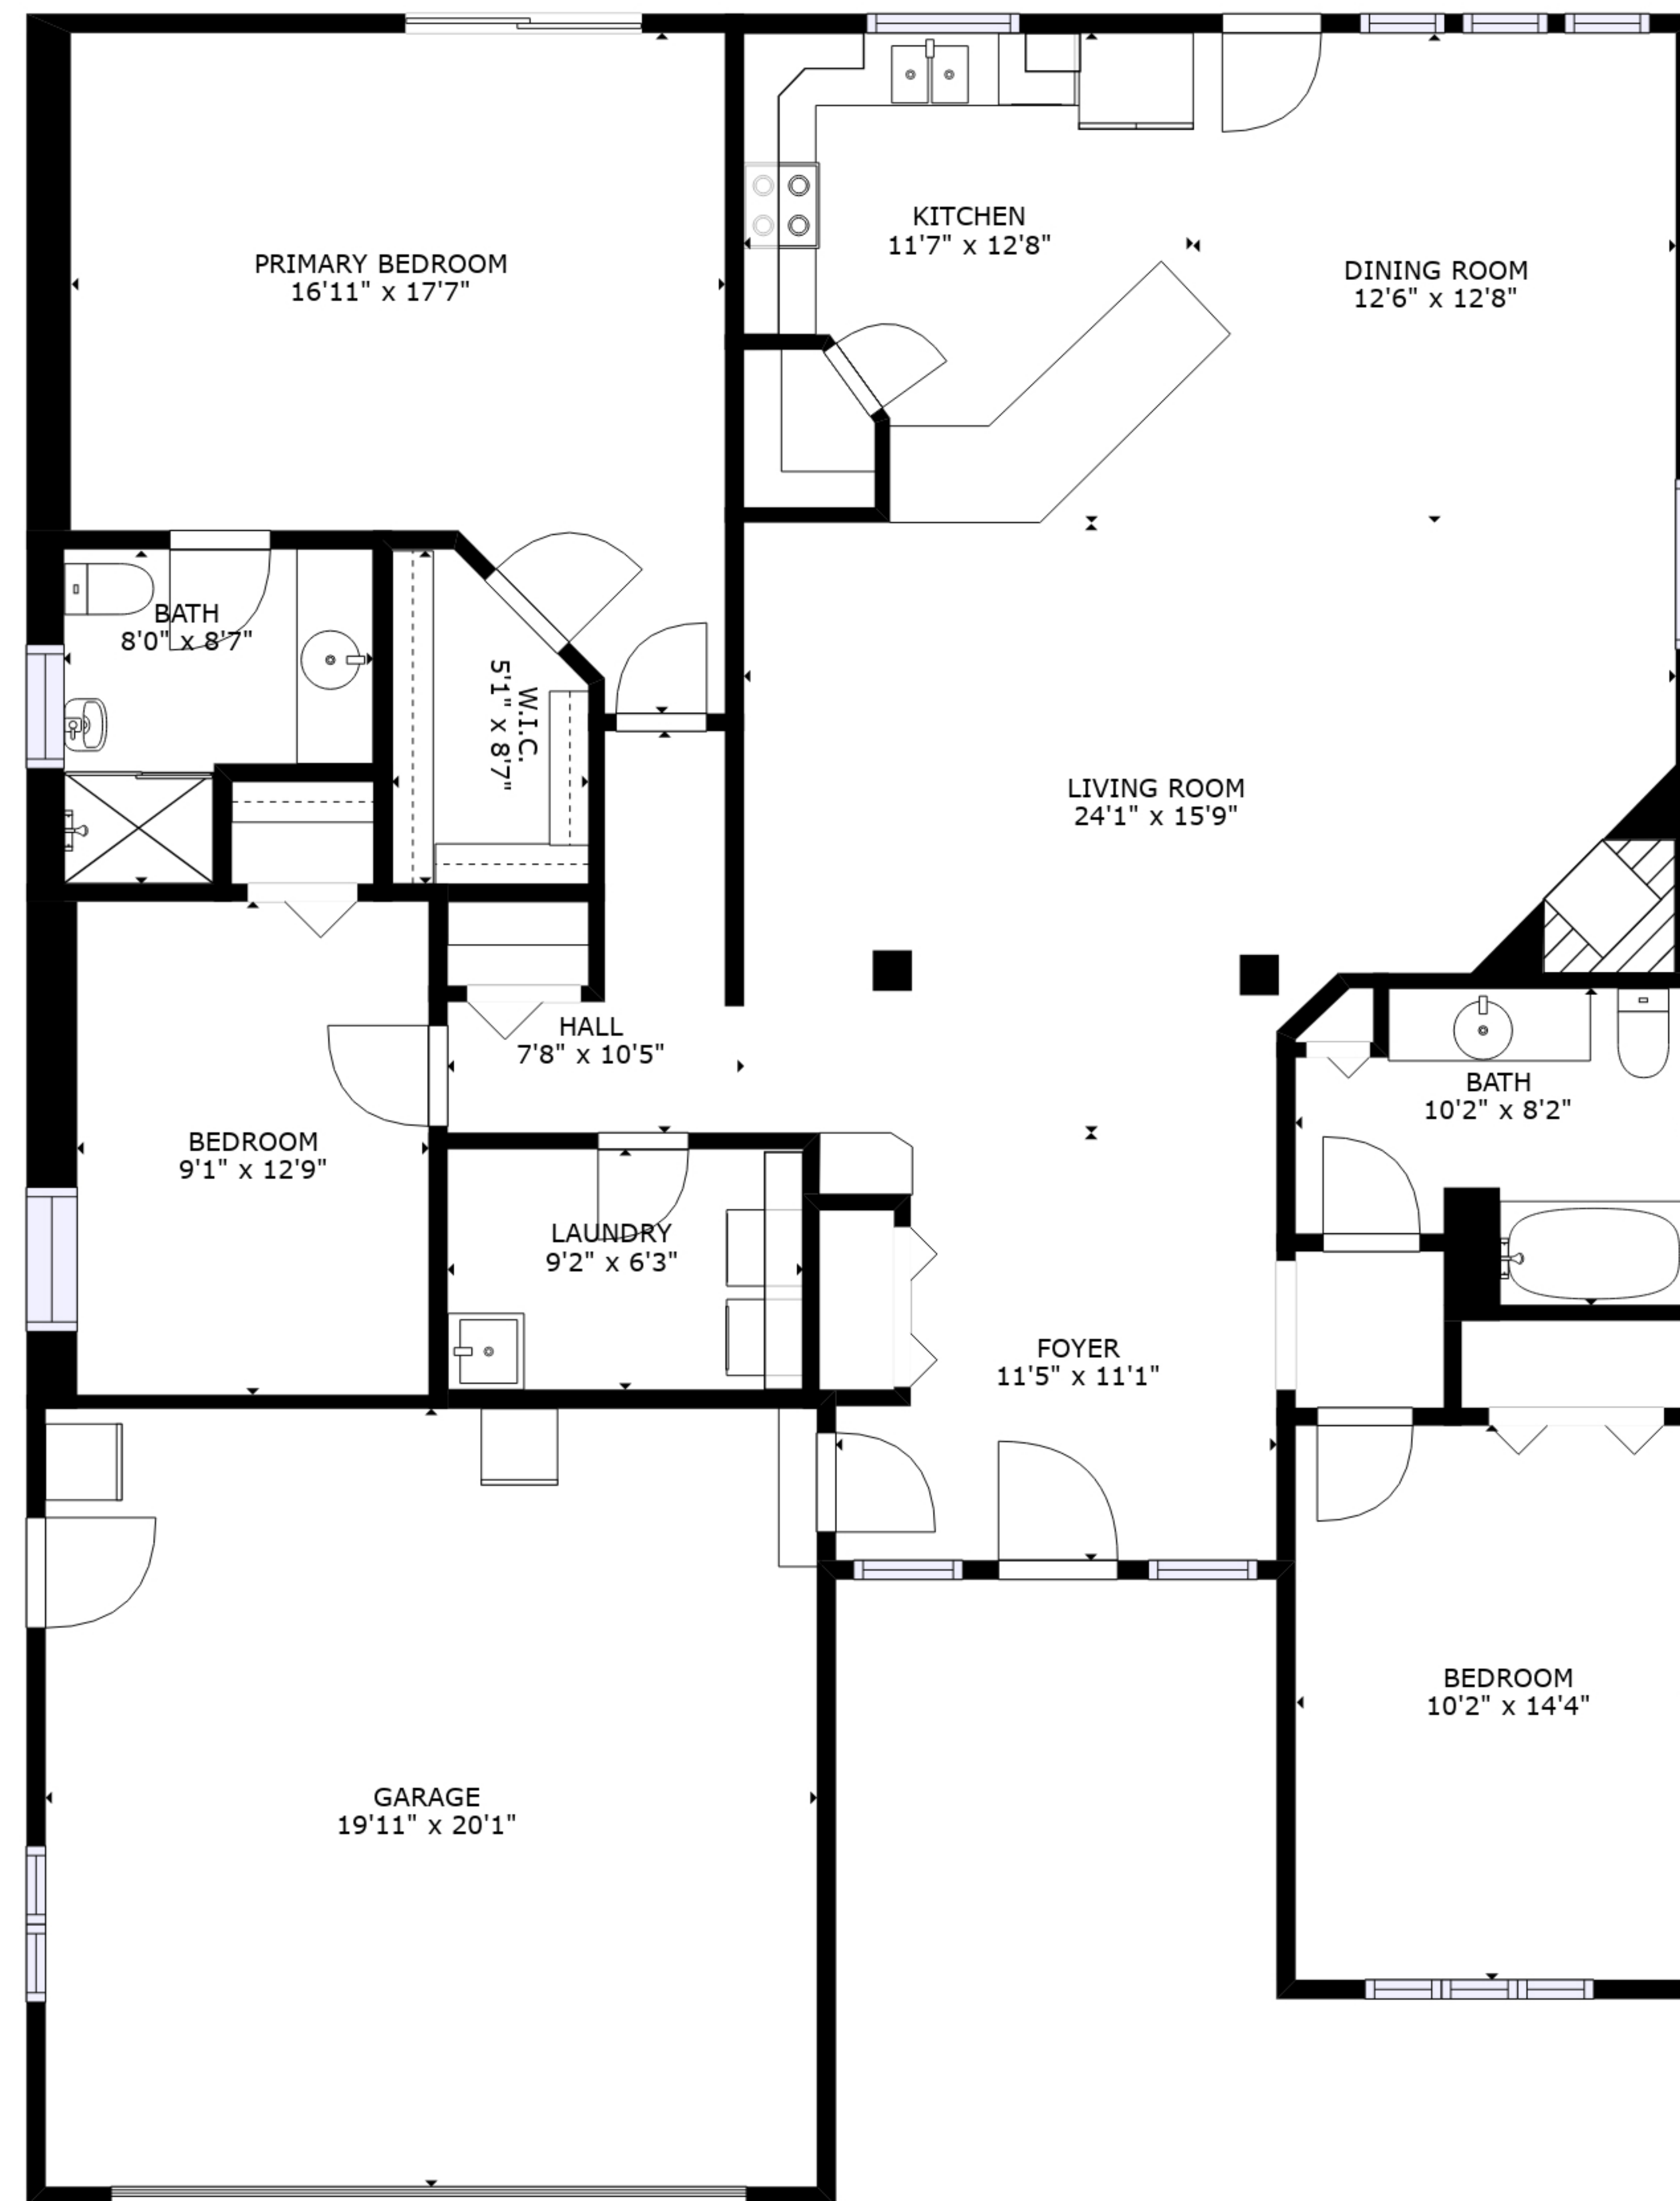 PRIMARY BEDROOM
16'11" x 17'7"
KITCHEN
11'7" x 12'8"
DINING ROOM
12'6" x 12'8"
BATH
8'0" x 8'7"
W.I.C.
5'1" x 8'7"
LIVING ROOM
24'1" x 15'9"
HALL
7'8" x 10'5"
BATH
10'2" x 8'2"
BEDROOM
9'1" x 12'9"
LAUNDRY
9'2" x 6'3"
FOYER
11'5" x 11'1"
BEDROOM
10'2" x 14'4"
GARAGE
19'11" x 20'1"